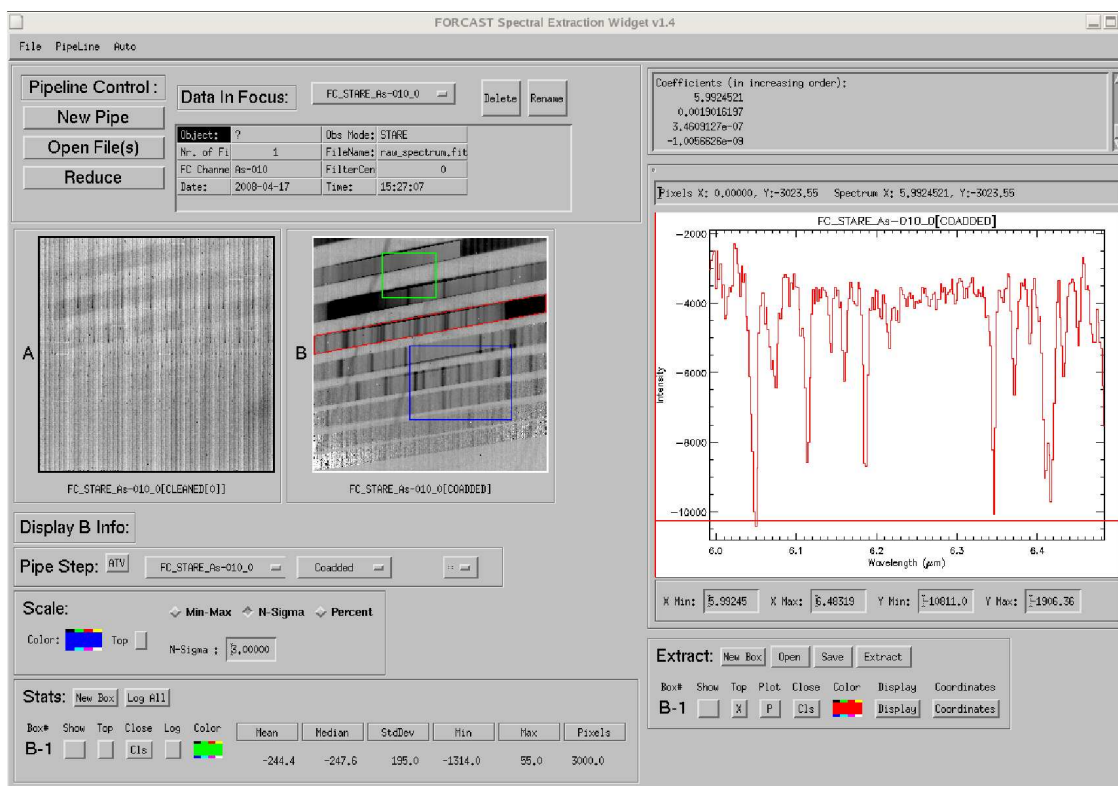 FORCAST Spectral Extraction Widget v1.4
File PipeLine Auto
Pipeline Control:
New Pipe
Open File(s)
Reduce
Data In Focus: FC_STARE_As-010_0 Delete Rename
Object: ? Obs Mode: STARE
Nr. of Fi 1 FileName: raw_spectrum.fit
FC Channe As-010 FilterCen 0
Date: 2008-04-17 Time: 15:27:07
A
FC_STARE_As-010_0[CLEANED[0]]
B
FC_STARE_As-010_0[COADDED]
Display B Info:
Pipe Step: ATV FC_STARE_As-010_0 Coadded
Scale: Min-Max N-Sigma Percent
Color: Top N-Sigma : 3.00000
Stats: New Box Log All
Box# Show Top Close Log Color Mean Median StdDev Min Max Pixels
B-1 Cls -244.4 -247.6 195.0 -1314.0 55.0 3000.0
Coefficients (in increasing order):
5.9924521
0.0019016197
3.4609127e-07
-1.0056626e-09
Pixels X: 0.00000, Y:-3023.55 Spectrum X: 5.9924521, Y:-3023.55
FC_STARE_As-010_0[COADDED]
-2000
-4000
-6000
-8000
-10000
Intensity
6.0 6.1 6.2 6.3 6.4
Wavelength (μm)
X Min: 5.99245 X Max: 6.48319 Y Min: -10811.0 Y Max: -1906.36
Extract: New Box Open Save Extract
Box# Show Top Plot Close Color Display Coordinates
B-1 X P Cls Display Coordinates